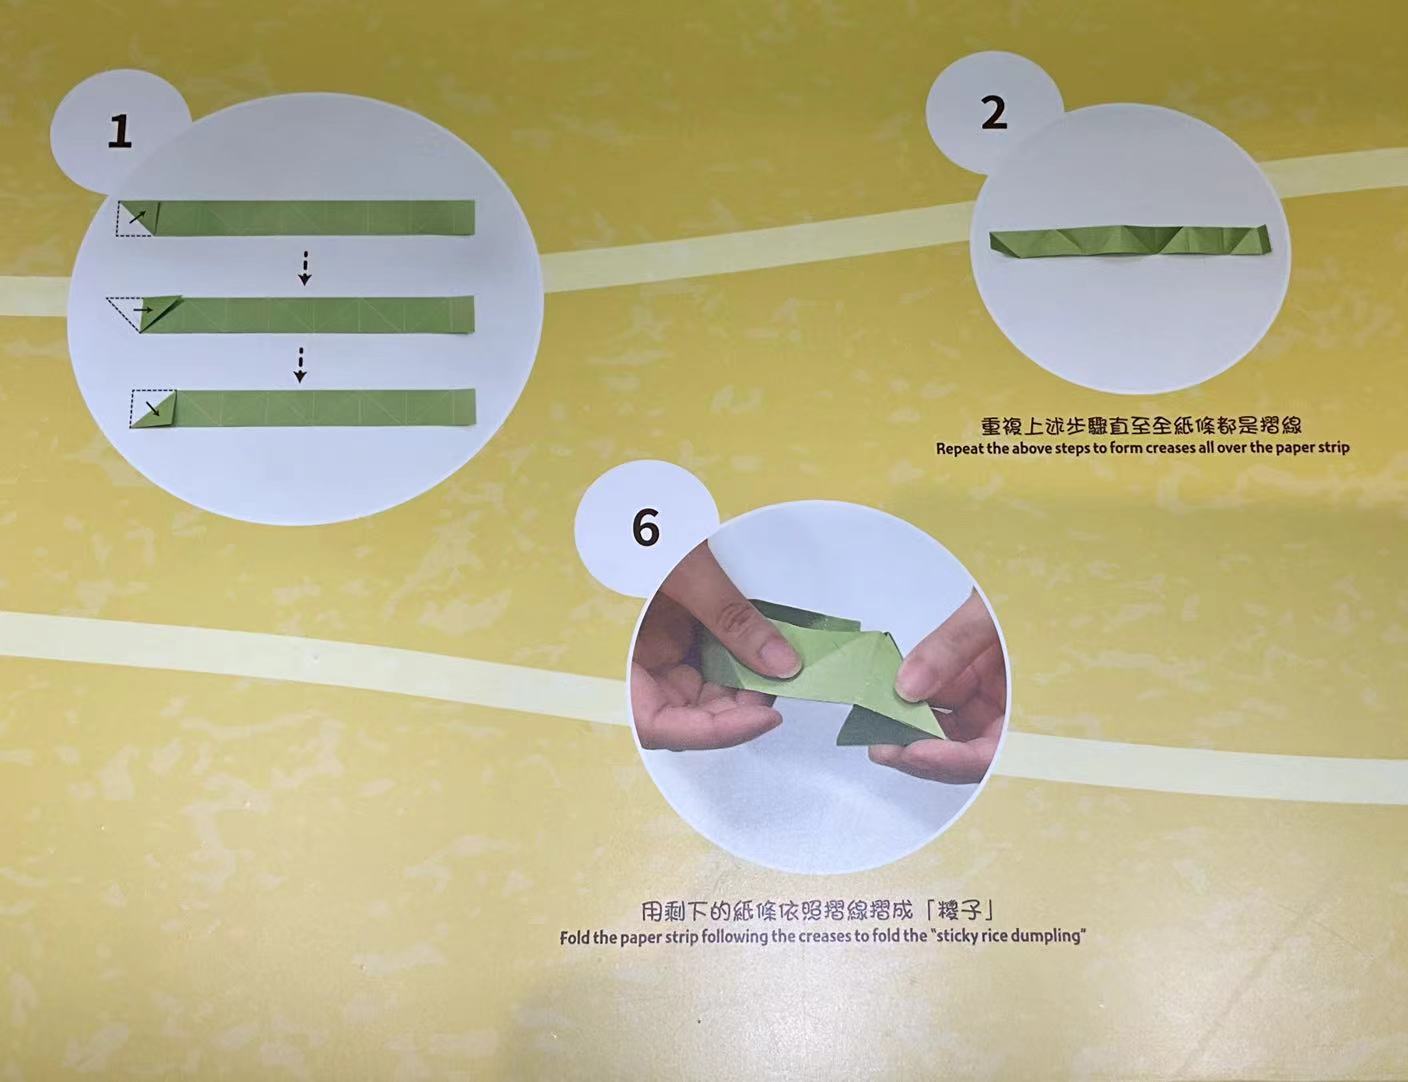 1
2
重複上述步驟直至全紙條都是摺線
Repeat the above steps to form creases all over the paper strip
6
用剩下的紙條依照摺線摺成「糭子」
Fold the paper strip following the creases to fold the "sticky rice dumpling"